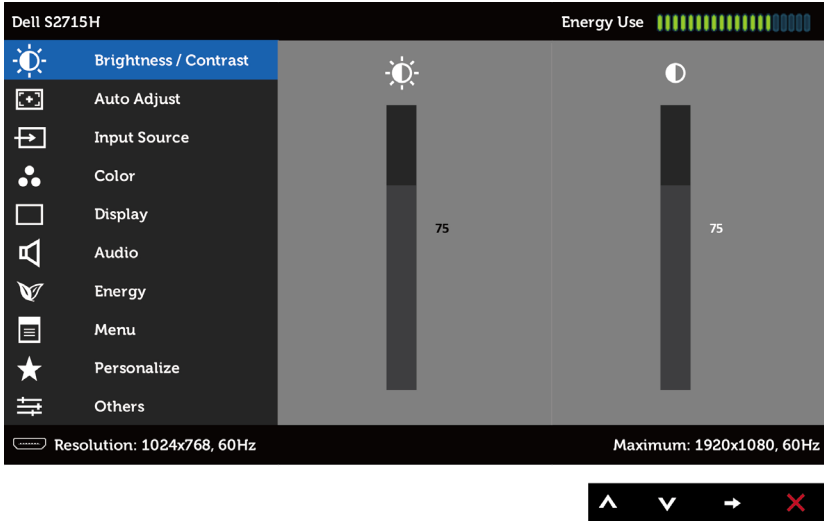 Dell S2715H
Energy Use
Brightness / Contrast
Auto Adjust
Input Source
Color
Display
Audio
Energy
Menu
Personalize
Others
75
75
Resolution: 1024x768, 60Hz
Maximum: 1920x1080, 60Hz